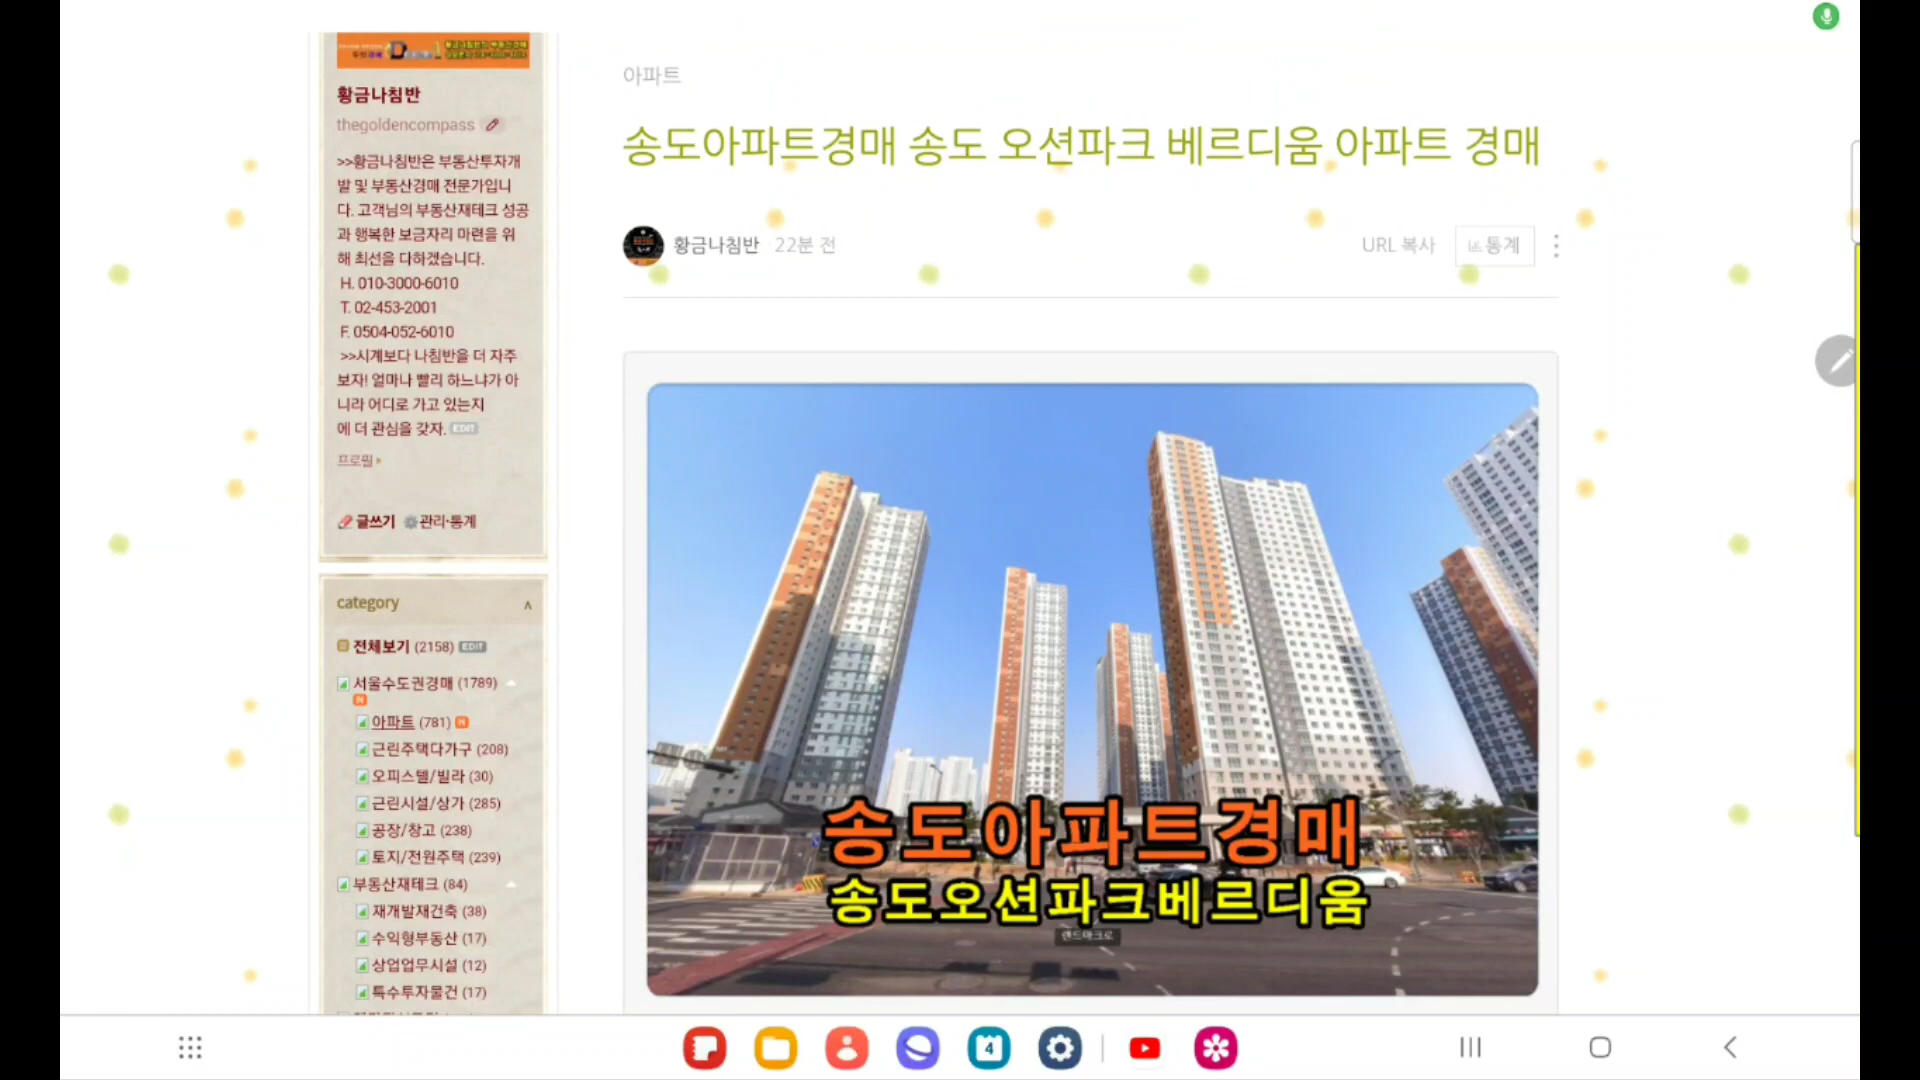 황금나침반
thegoldencompass
>>황금나침반은 부동산투자개
발 및 부동산경매 전문가입니
다. 고객님의 부동산재테크 성공
과 행복한 보금자리 마련을 위
해 최선을 다하겠습니다.
H. 010-3000-6010
T. 02-453-2001
F. 0504-052-6010
>>시계보다 나침반을 더 자주
보자! 얼마나 빨리 하느냐가 아
니라 어디로 가고 있는지
에 더 관심을 갖자. EDIT
프로필
글쓰기 관리·통계
category
전체보기 (2158) EDIT
서울수도권경매 (1789)
N
아파트 (781) N
근린주택다가구 (208)
오피스텔/빌라 (30)
근린시설/상가 (285)
공장/창고 (238)
토지/전원주택 (239)
부동산재테크 (84)
재개발재건축 (38)
수익형부동산 (17)
상업업무시설 (12)
특수투자물건 (17)
아파트
송도아파트경매 송도 오션파크 베르디움 아파트 경매
황금나침반 · 22분 전
URL 복사 통계
송도아파트경매
송도오션파크베르디움
랜드마크로
4